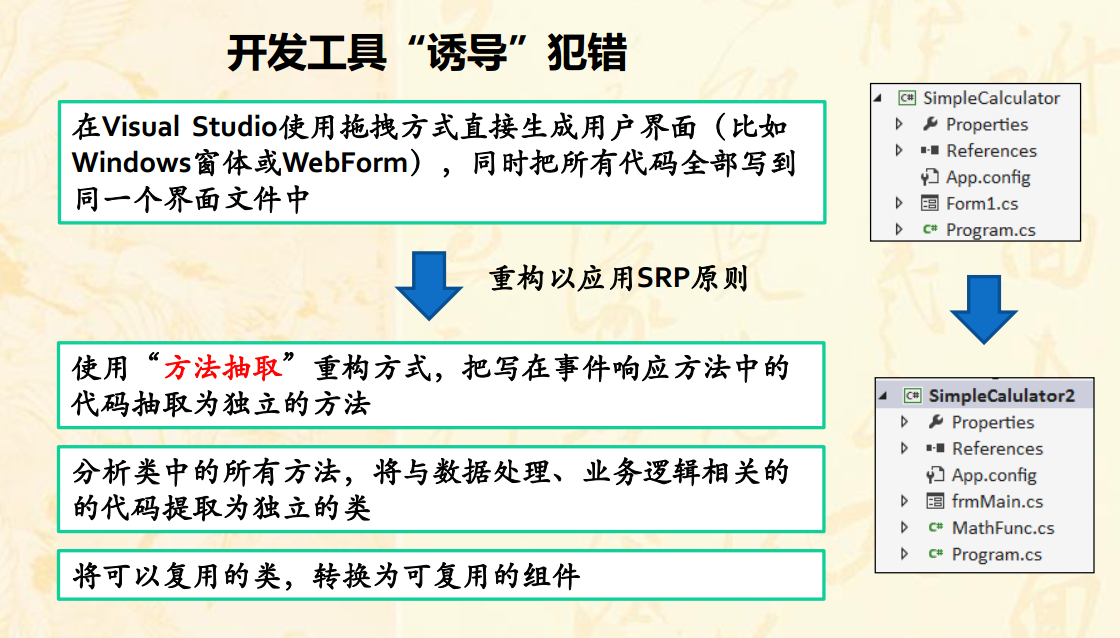 开发工具“诱导”犯错
在Visual Studio使用拖拽方式直接生成用户界面（比如
Windows窗体或WebForm），同时把所有代码全部写到
同一个界面文件中
重构以应用SRP原则
使用“方法抽取”重构方式，把写在事件响应方法中的
代码抽取为独立的方法
分析类中的所有方法，将与数据处理、业务逻辑相关的
的代码提取为独立的类
将可以复用的类，转换为可复用的组件
C# SimpleCalculator
Properties
References
App.config
Form1.cs
C# Program.cs
C# SimpleCalulator2
Properties
References
App.config
frmMain.cs
C# MathFunc.cs
C# Program.cs